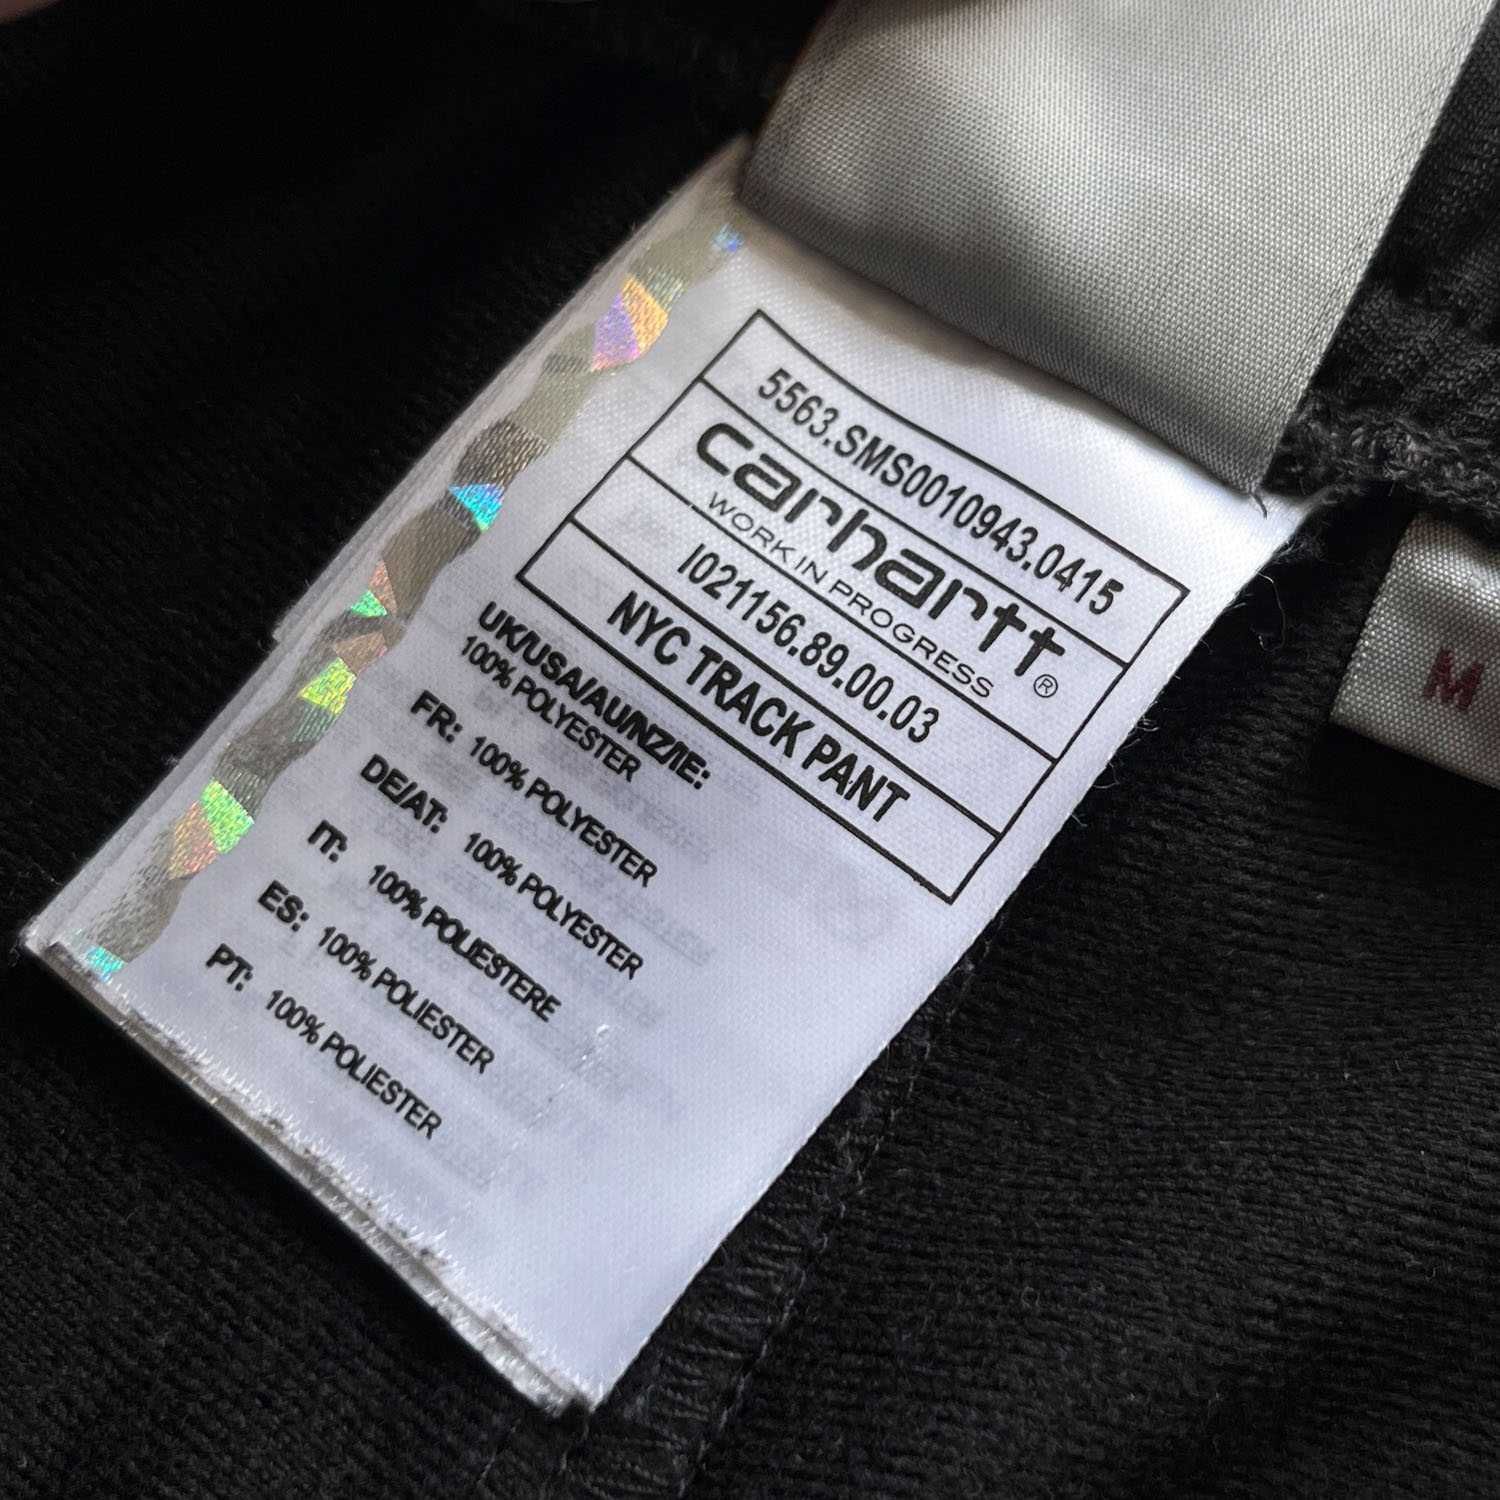 5563.SMS0010943.0415
carhartt®
WORK IN PROGRESS
I021156.89.00.03
NYC TRACK PANT
UK/USA/AU/NZ/IE:
100% POLYESTER
FR: 100% POLYESTER
DE/AT: 100% POLYESTER
IT: 100% POLIESTERE
ES: 100% POLIESTER
PT: 100% POLIESTER
M